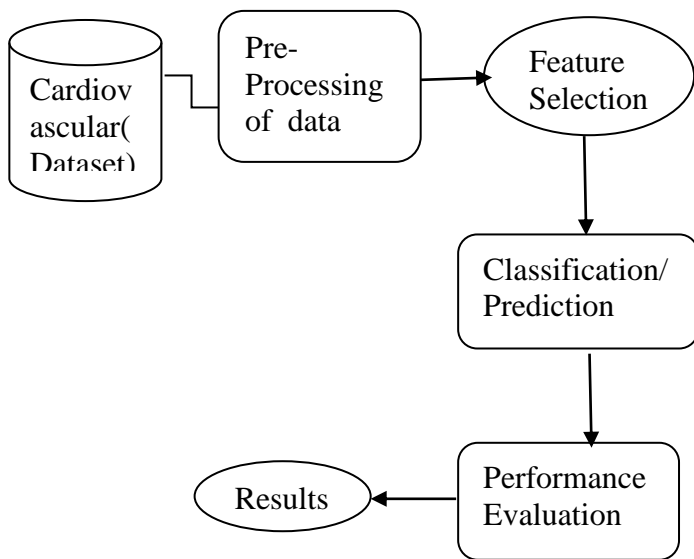 Cardiov
ascular(
Dataset)
Pre-
Processing
of data
Feature
Selection
Classification/
Prediction
Performance
Evaluation
Results